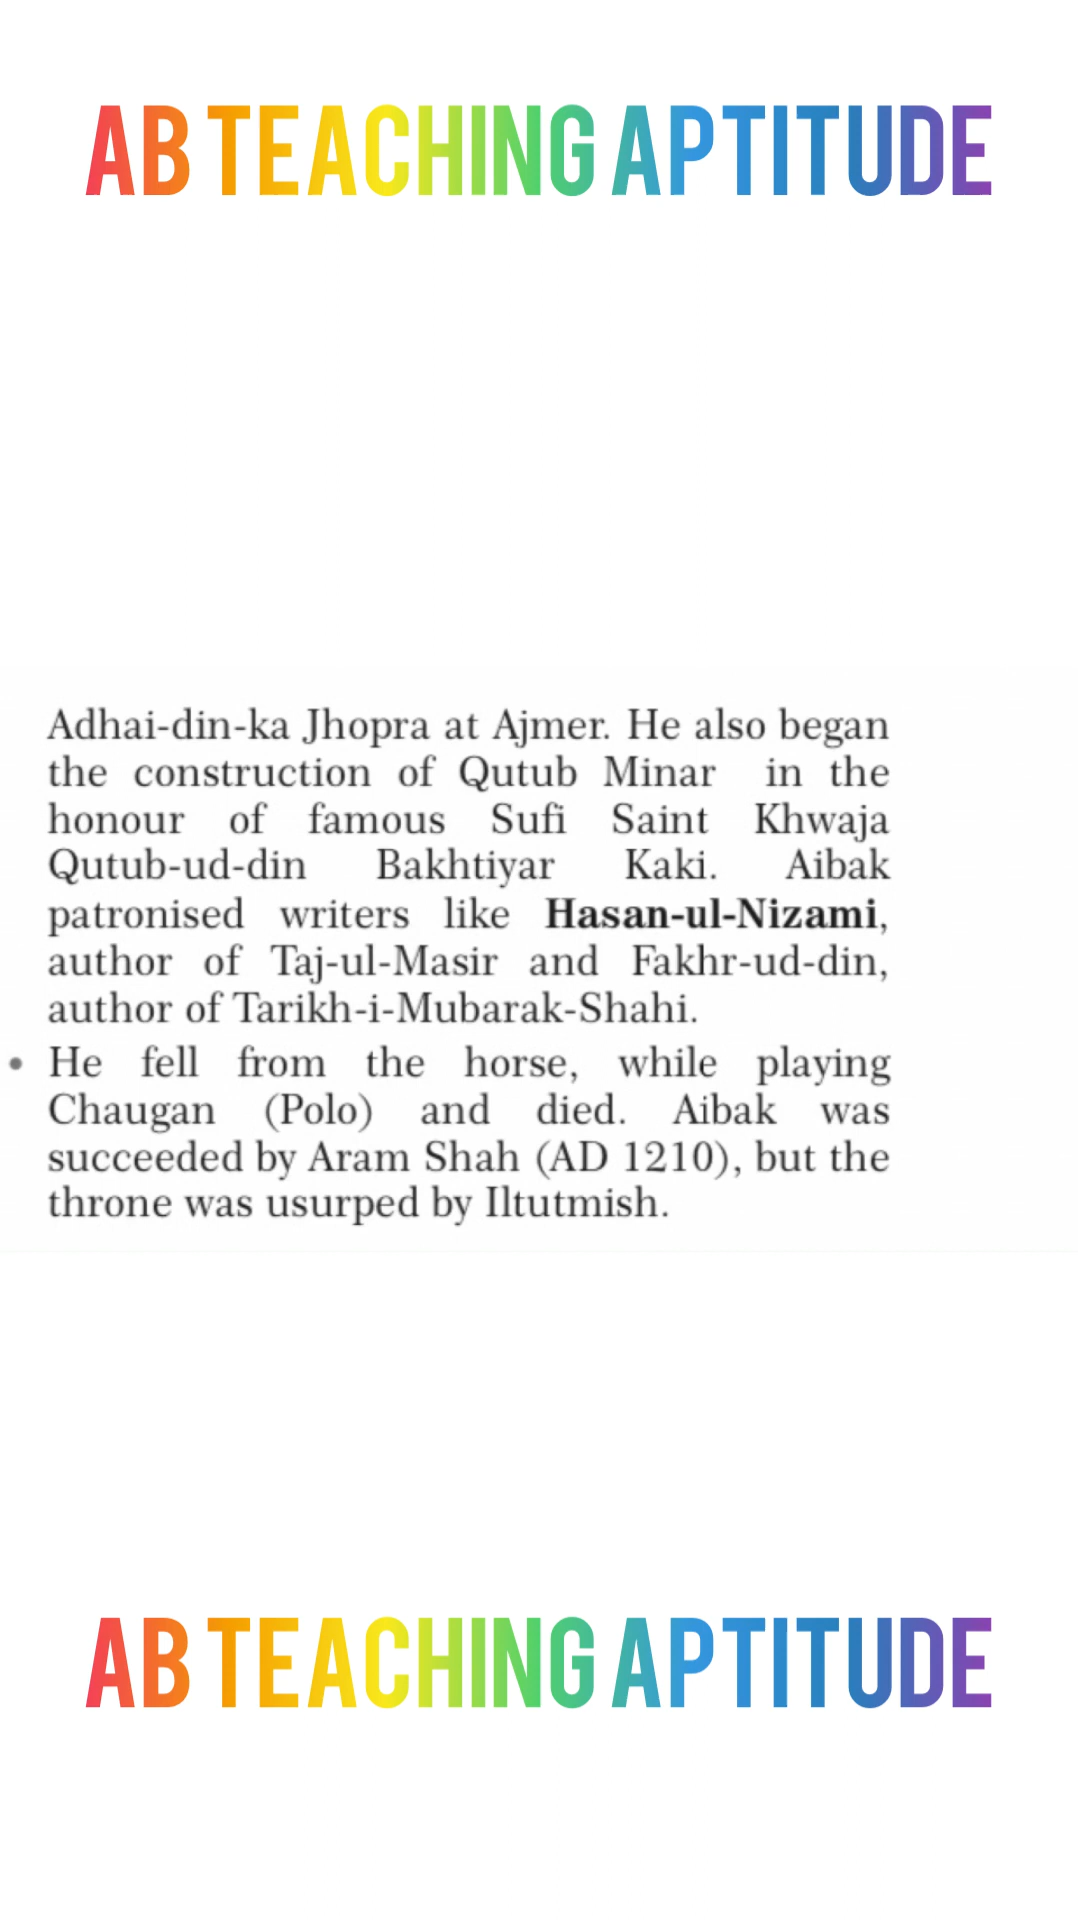 AB TEACHING APTITUDE
Adhai-din-ka Jhopra at Ajmer. He also began
the construction of Qutub Minar in the
honour of famous Sufi Saint Khwaja
Qutub-ud-din Bakhtiyar Kaki. Aibak
patronised writers like Hasan-ul-Nizami,
author of Taj-ul-Masir and Fakhr-ud-din,
author of Tarikh-i-Mubarak-Shahi.
• He fell from the horse, while playing
Chaugan (Polo) and died. Aibak was
succeeded by Aram Shah (AD 1210), but the
throne was usurped by Iltutmish.
AB TEACHING APTITUDE